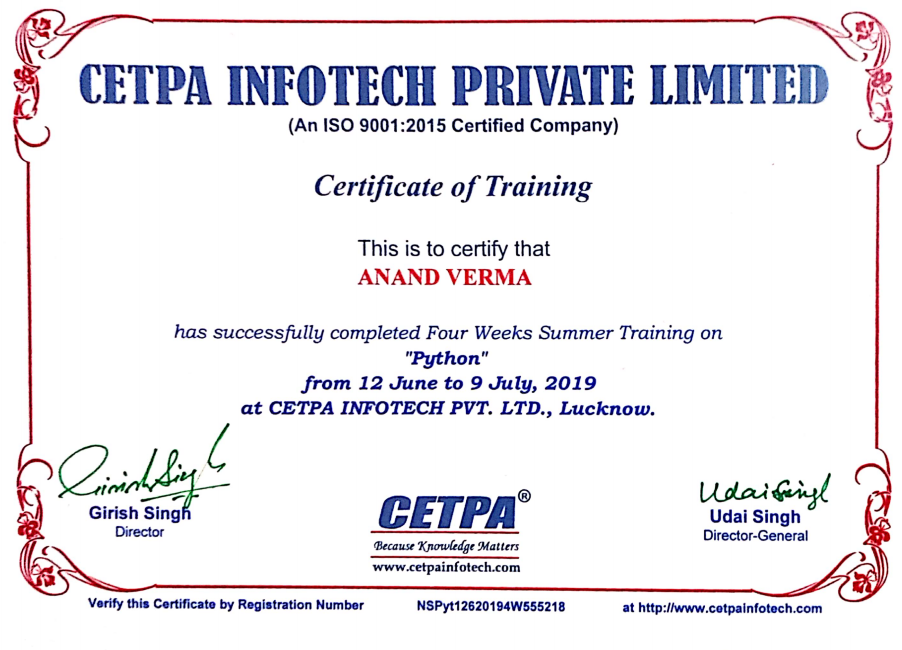 CETPA INFOTECH PRIVATE LIMITED
(An ISO 9001:2015 Certified Company)
Certificate of Training
This is to certify that
ANAND VERMA
has successfully completed Four Weeks Summer Training on
"Python"
from 12 June to 9 July, 2019
at CETPA INFOTECH PVT. LTD., Lucknow.
Girish Singh
Girish Singh
Director
CETPA®
Because Knowledge Matters
www.cetpainfotech.com
Udai Singh
Udai Singh
Director-General
Verify this Certificate by Registration Number NSPyt12620194W555218 at http://www.cetpainfotech.com